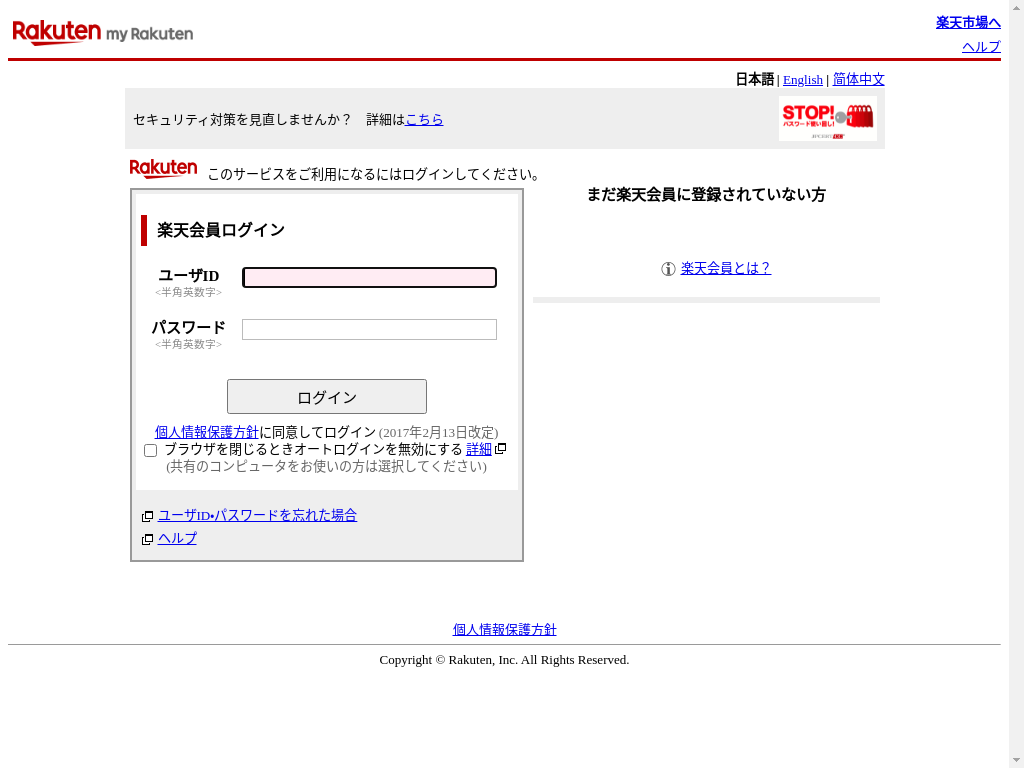 Rakuten my Rakuten
楽天市場へ
ヘルプ
日本語 | English | 简体中文
セキュリティ対策を見直しませんか？　詳細はこちら
STOP!
パスワード使い回し!
Rakuten このサービスをご利用になるにはログインしてください。
まだ楽天会員に登録されていない方
楽天会員ログイン
ユーザID
<半角英数字>
楽天会員とは？
パスワード
<半角英数字>
ログイン
個人情報保護方針に同意してログイン (2017年2月13日改定)
ブラウザを閉じるときオートログインを無効にする 詳細
(共有のコンピュータをお使いの方は選択してください)
ユーザID•パスワードを忘れた場合
ヘルプ
個人情報保護方針
Copyright © Rakuten, Inc. All Rights Reserved.